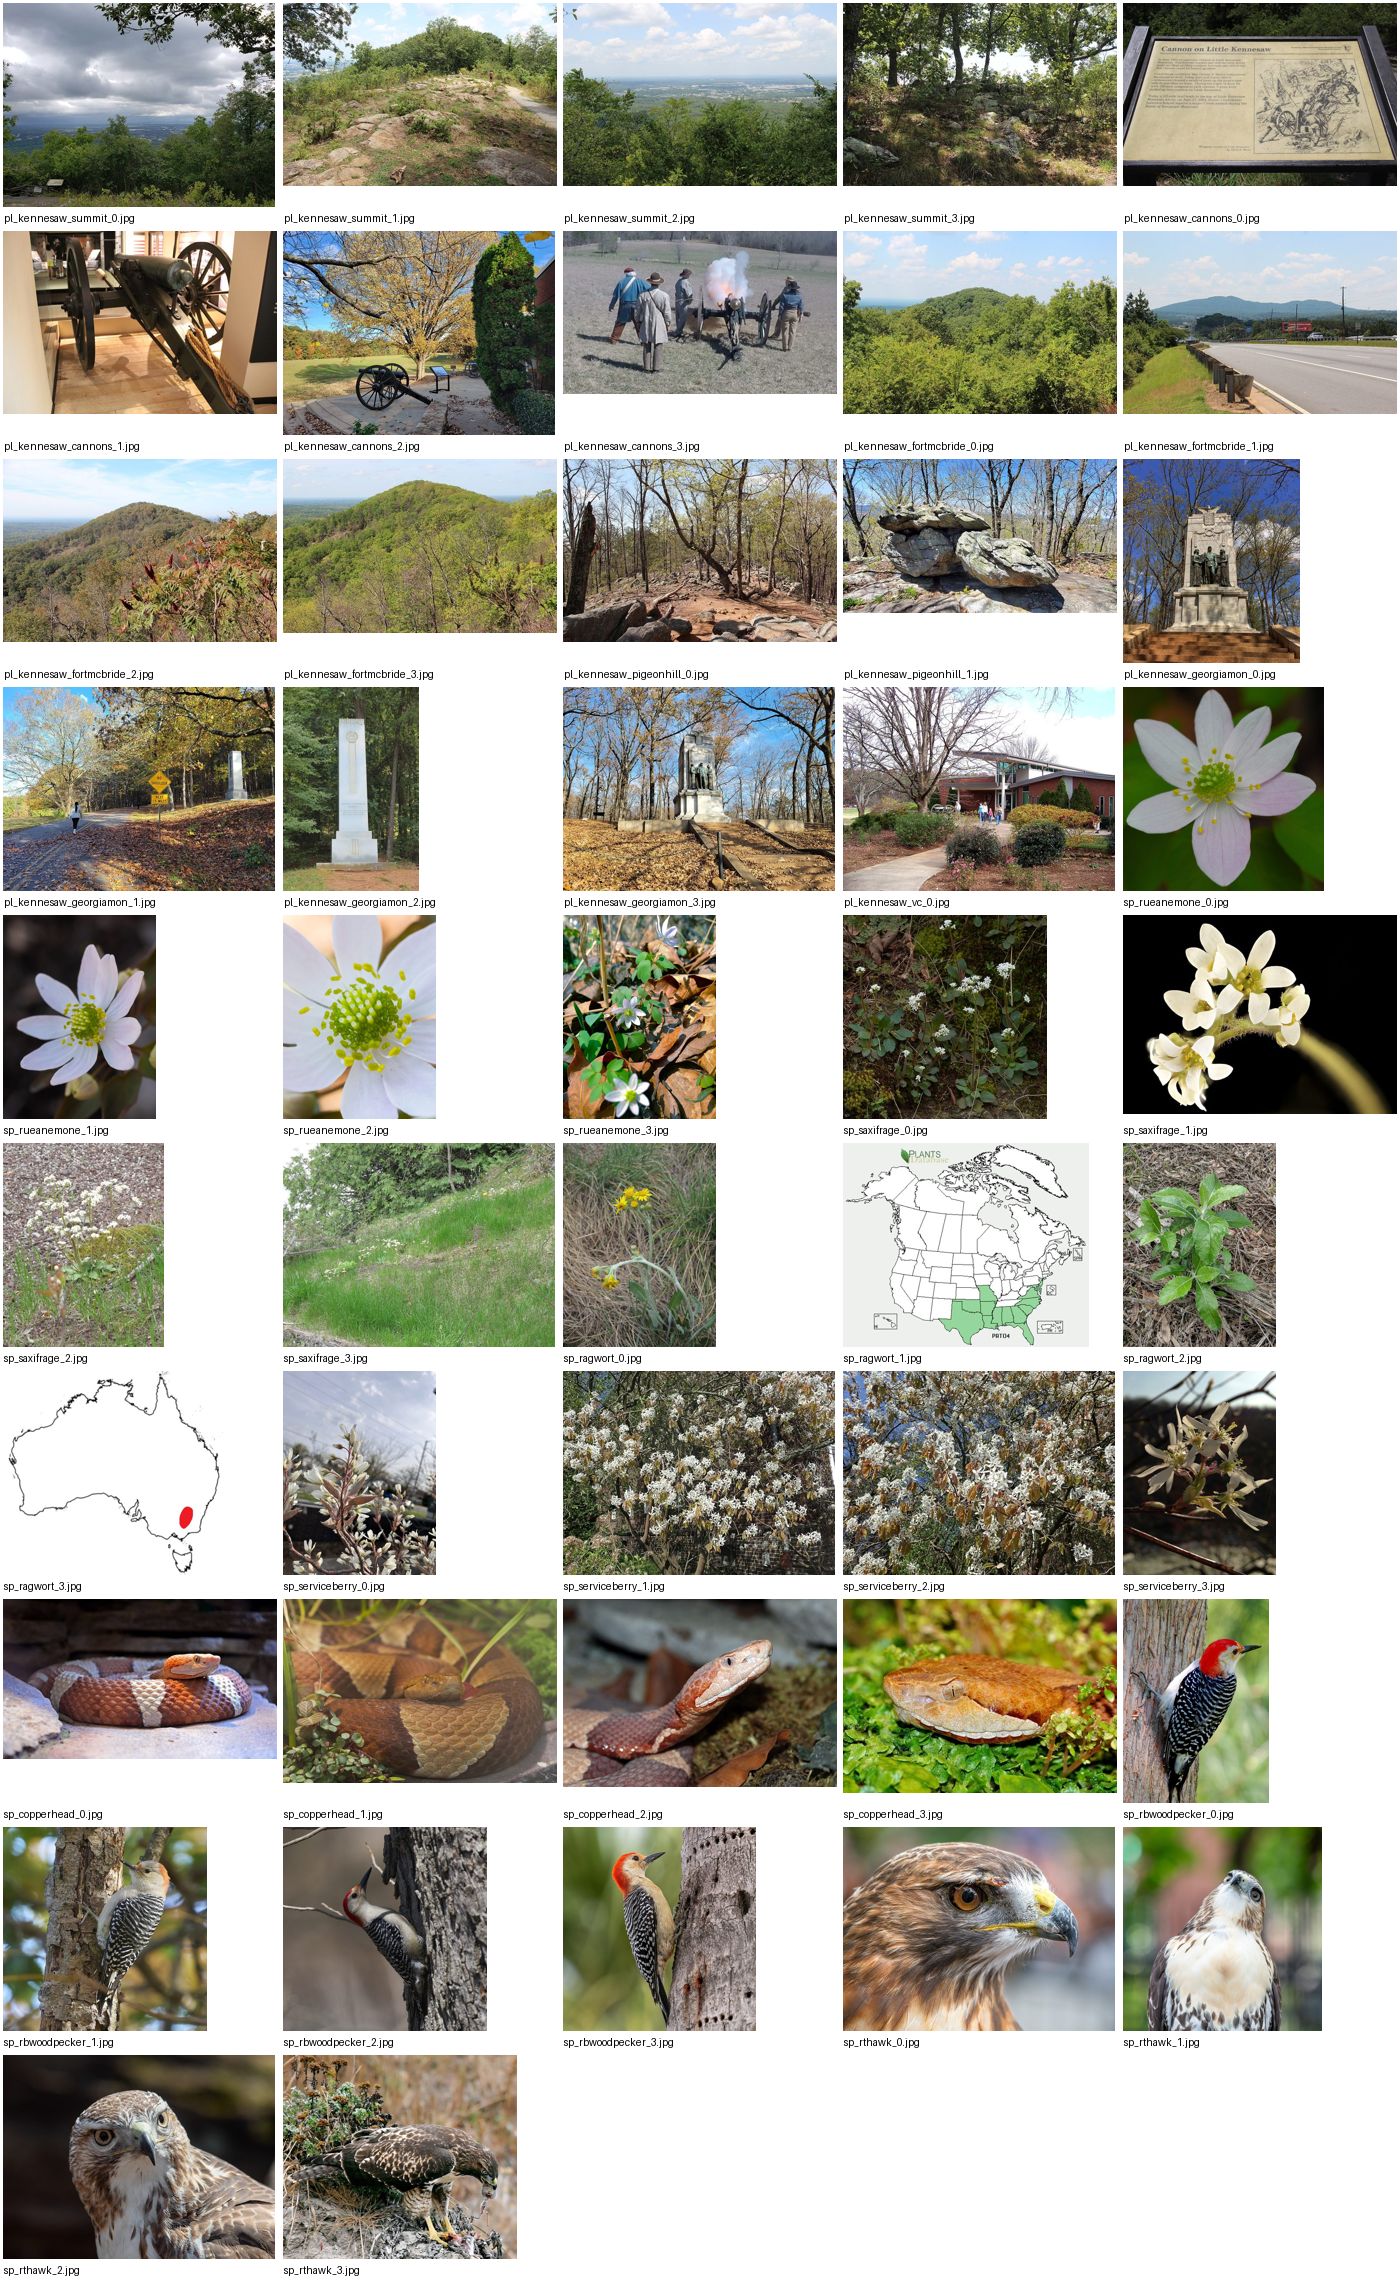 pl_kennesaw_summit_0.jpg
pl_kennesaw_summit_1.jpg
pl_kennesaw_summit_2.jpg
pl_kennesaw_summit_3.jpg
Cannon on Little Kennesaw
pl_kennesaw_cannons_0.jpg
pl_kennesaw_cannons_1.jpg
pl_kennesaw_cannons_2.jpg
pl_kennesaw_cannons_3.jpg
pl_kennesaw_fortmcbride_0.jpg
pl_kennesaw_fortmcbride_1.jpg
pl_kennesaw_fortmcbride_2.jpg
pl_kennesaw_fortmcbride_3.jpg
pl_kennesaw_pigeonhill_0.jpg
pl_kennesaw_pigeonhill_1.jpg
pl_kennesaw_georgiamon_0.jpg
pl_kennesaw_georgiamon_1.jpg
pl_kennesaw_georgiamon_2.jpg
pl_kennesaw_georgiamon_3.jpg
pl_kennesaw_vc_0.jpg
sp_rueanemone_0.jpg
sp_rueanemone_1.jpg
sp_rueanemone_2.jpg
sp_rueanemone_3.jpg
sp_saxifrage_0.jpg
sp_saxifrage_1.jpg
sp_saxifrage_2.jpg
sp_saxifrage_3.jpg
sp_ragwort_0.jpg
PLANTS
Database
PBTO4
sp_ragwort_1.jpg
sp_ragwort_2.jpg
sp_ragwort_3.jpg
sp_serviceberry_0.jpg
sp_serviceberry_1.jpg
sp_serviceberry_2.jpg
sp_serviceberry_3.jpg
sp_copperhead_0.jpg
sp_copperhead_1.jpg
sp_copperhead_2.jpg
sp_copperhead_3.jpg
sp_rbwoodpecker_0.jpg
sp_rbwoodpecker_1.jpg
sp_rbwoodpecker_2.jpg
sp_rbwoodpecker_3.jpg
sp_rthawk_0.jpg
sp_rthawk_1.jpg
sp_rthawk_2.jpg
sp_rthawk_3.jpg